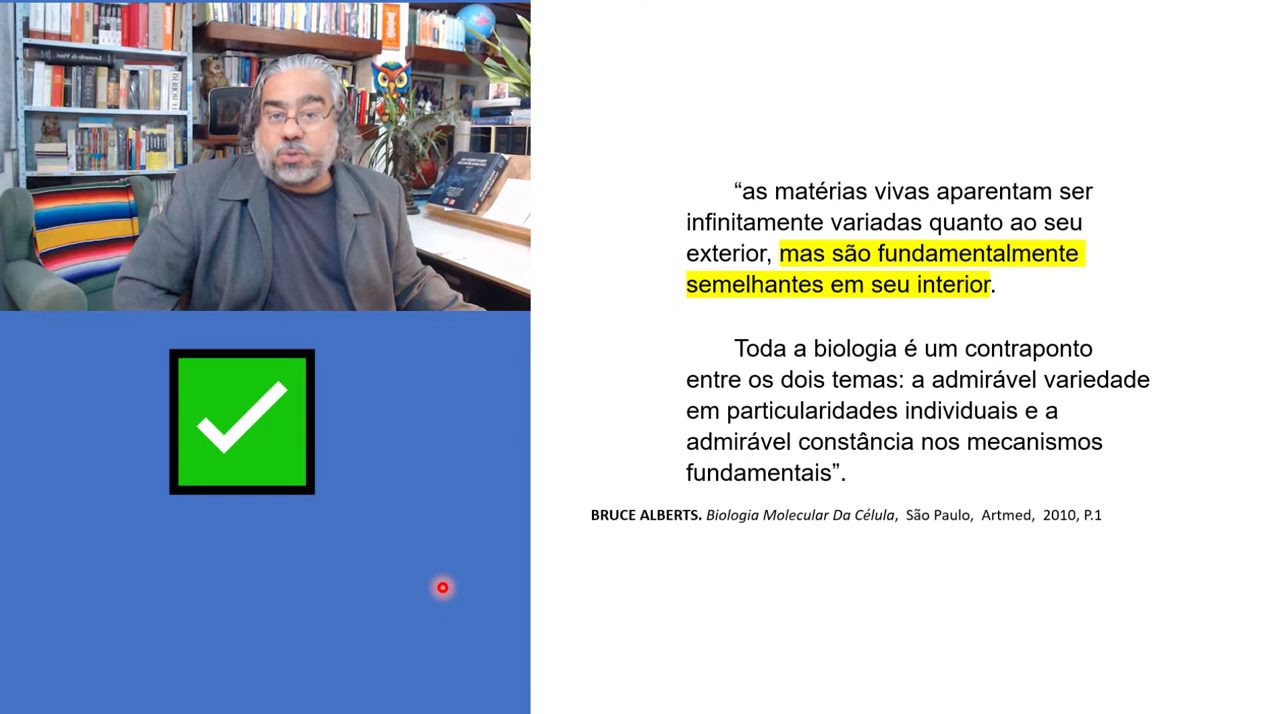 “as matérias vivas aparentam ser
infinitamente variadas quanto ao seu
exterior, mas são fundamentalmente
semelhantes em seu interior.
Toda a biologia é um contraponto
entre os dois temas: a admirável variedade
em particularidades individuais e a
admirável constância nos mecanismos
fundamentais”.
BRUCE ALBERTS. Biologia Molecular Da Célula, São Paulo, Artmed, 2010, P.1